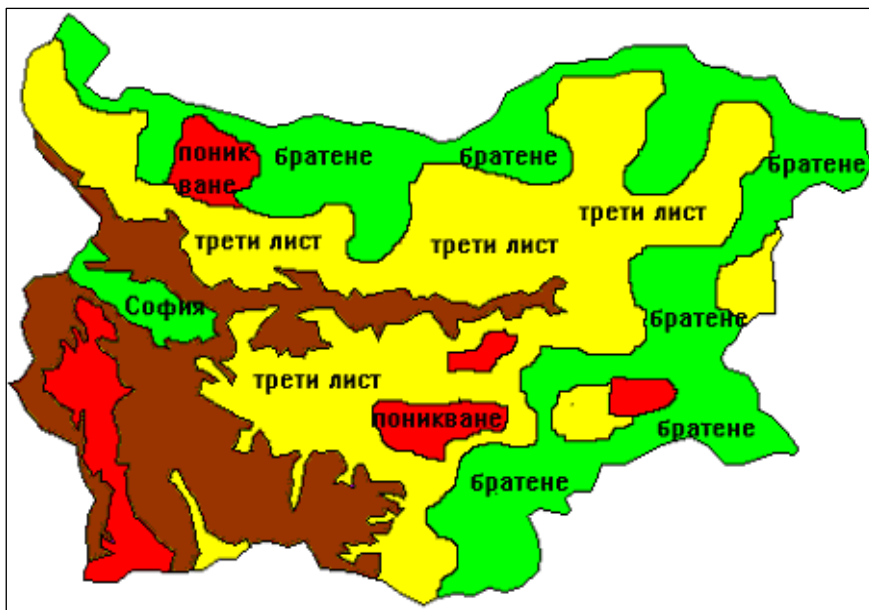 поник-
ване
братене
братене
братене
трети лист
трети лист
трети лист
София
братене
трети лист
поникване
братене
братене